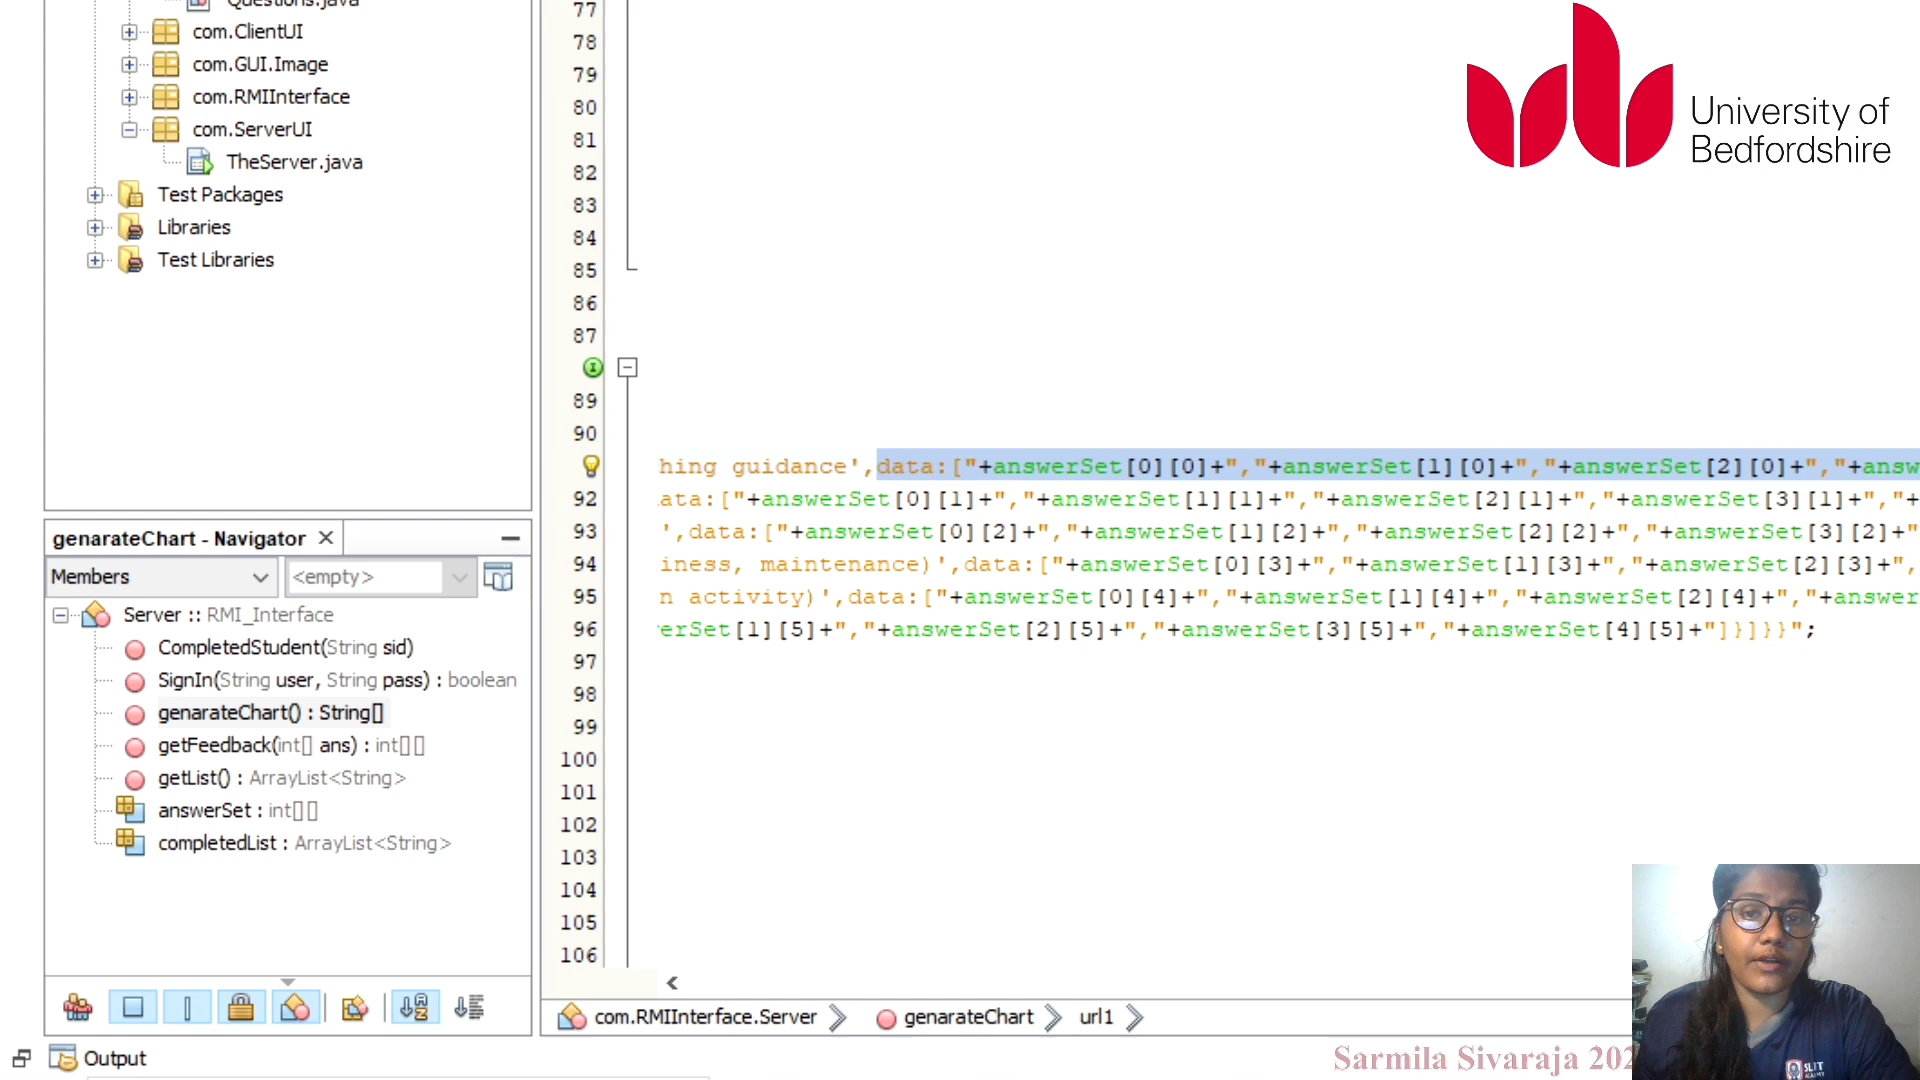 Questions.java
com.ClientUI
com.GUI.Image
com.RMIInterface
com.ServerUI
TheServer.java
Test Packages
Libraries
Test Libraries
genarateChart - Navigator
Members
<empty>
Server :: RMI_Interface
CompletedStudent(String sid)
SignIn(String user, String pass) : boolean
genarateChart() : String[]
getFeedback(int[] ans) : int[][]
getList() : ArrayList<String>
answerSet : int[][]
completedList : ArrayList<String>
Output
77
78
79
80
81
82
83
84
85
86
87
89
90
hing guidance',data:["+answerSet[0][0]+","+answerSet[1][0]+","+answerSet[2][0]+","+answ
92 ata:["+answerSet[0][1]+","+answerSet[1][1]+","+answerSet[2][1]+","+answerSet[3][1]+","+
93 ',data:["+answerSet[0][2]+","+answerSet[1][2]+","+answerSet[2][2]+","+answerSet[3][2]+"
94 iness, maintenance)',data:["+answerSet[0][3]+","+answerSet[1][3]+","+answerSet[2][3]+",
95 n activity)',data:["+answerSet[0][4]+","+answerSet[1][4]+","+answerSet[2][4]+","+answer
96 erSet[1][5]+","+answerSet[2][5]+","+answerSet[3][5]+","+answerSet[4][5]+"]}]}}";
97
98
99
100
101
102
103
104
105
106
com.RMIInterface.Server
genarateChart
url1
University of
Bedfordshire
Sarmila Sivaraja 202